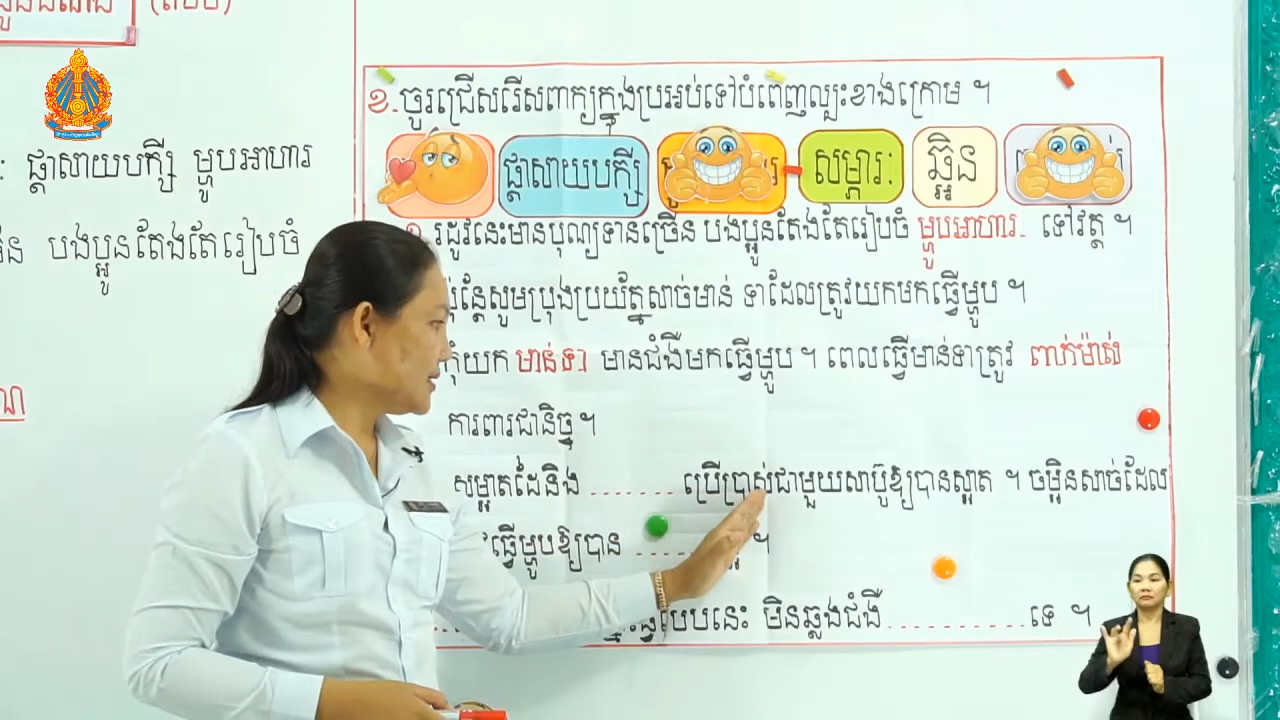 ផ្ដាសាយបក្សី ម្ហូបអាហារ
បងប្អូនតែងតែរៀបចំ
ខ.ចូរជ្រើសរើសពាក្យក្នុងប្រអប់ទៅបំពេញល្បះខាងក្រោម ។
ផ្ដាសាយបក្សី សម្ភារៈ ឆ្អិន
រដូវនេះមានបុណ្យទានច្រើន បងប្អូនតែងតែរៀបចំ ម្ហូបអាហារ ទៅវត្ត ។
ប៉ុន្តែសូមប្រុងប្រយ័ត្នសាច់មាន់ ទាដែលត្រូវយកមកធ្វើម្ហូប ។
កុំយក មាន់ទា មានជំងឺមកធ្វើម្ហូប ។ ពេលធ្វើមាន់ទាត្រូវ ពាក់ម៉ាស់
ការពារជានិច្ច ។
សម្អាតដៃនិង ........ ប្រើប្រាស់ជាមួយសាប៊ូឱ្យបានស្អាត ។ ចម្អិនសាច់ដែល
ធ្វើម្ហូបឱ្យបាន ...... ។
បែបនេះ មិនឆ្លងជំងឺ............ទេ ។